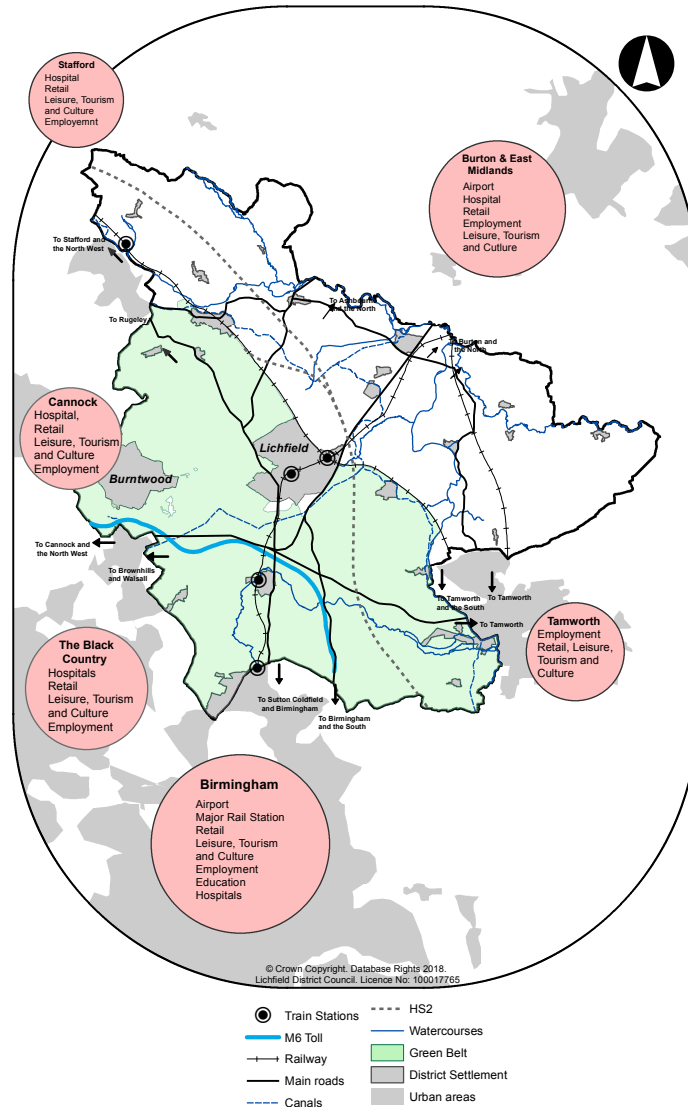 Stafford
Hospital
Retail
Leisure, Tourism
and Culture
Employemnt
Burton & East
Midlands
Airport
Hospital
Retail
Employment
Leisure, Tourism
and Cutlure
To Stafford and
the North West
To Ashbourne
and the North
To Rugeley
To Burton and
the North
Cannock
Hospital,
Retail
Leisure, Tourism
and Culture
Employment
Lichfield
Burntwood
To Cannock and
the North West
To Brownhills
and Walsall
To Tamworth
and the South
To Tamworth
To Tamworth
Tamworth
Employment
Retail, Leisure,
Tourism and
Culture
The Black
Country
Hospitals
Retail
Leisure, Tourism
and Culture
Employment
To Sutton Coldfield
and Birmingham
To Birmingham
and the South
Birmingham
Airport
Major Rail Station
Retail
Leisure, Tourism
and Culture
Employment
Education
Hospitals
© Crown Copyright. Database Rights 2018.
Lichfield District Council. Licence No: 100017765
Train Stations
M6 Toll
Railway
Main roads
Canals
HS2
Watercourses
Green Belt
District Settlement
Urban areas